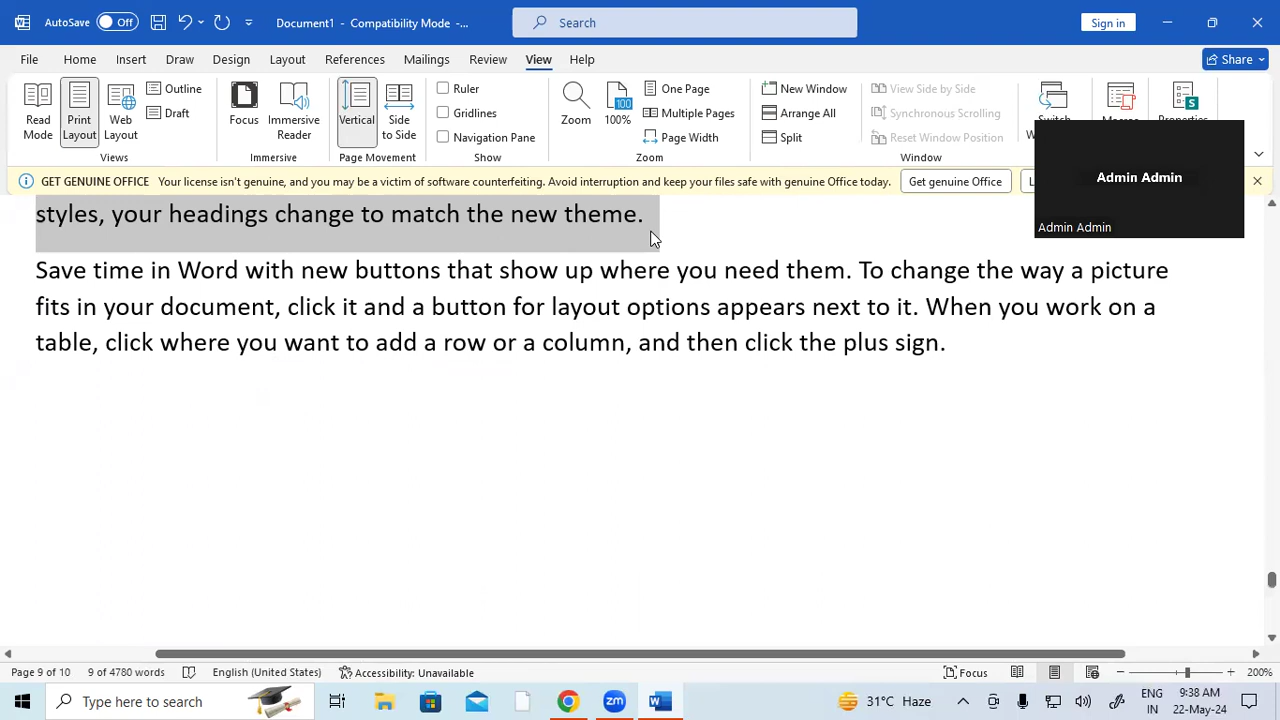 AutoSave Off Document1 - Compatibility Mode -... Search Sign in
File Home Insert Draw Design Layout References Mailings Review View Help Share
Read Mode Print Layout Web Layout Outline Draft Views
Focus Immersive Reader Immersive
Vertical Side to Side Page Movement
Ruler Gridlines Navigation Pane Show
Zoom 100% One Page Multiple Pages Page Width Zoom
New Window Arrange All Split View Side by Side Synchronous Scrolling Reset Window Position Switch Window
Macros Properties
GET GENUINE OFFICE Your license isn't genuine, and you may be a victim of software counterfeiting. Avoid interruption and keep your files safe with genuine Office today. Get genuine Office
Admin Admin
Admin Admin
styles, your headings change to match the new theme.
Save time in Word with new buttons that show up where you need them. To change the way a picture
fits in your document, click it and a button for layout options appears next to it. When you work on a
table, click where you want to add a row or a column, and then click the plus sign.
Page 9 of 10 9 of 4780 words English (United States) Accessibility: Unavailable Focus 200%
Type here to search 31°C Haze ENG IN 9:38 AM 22-May-24